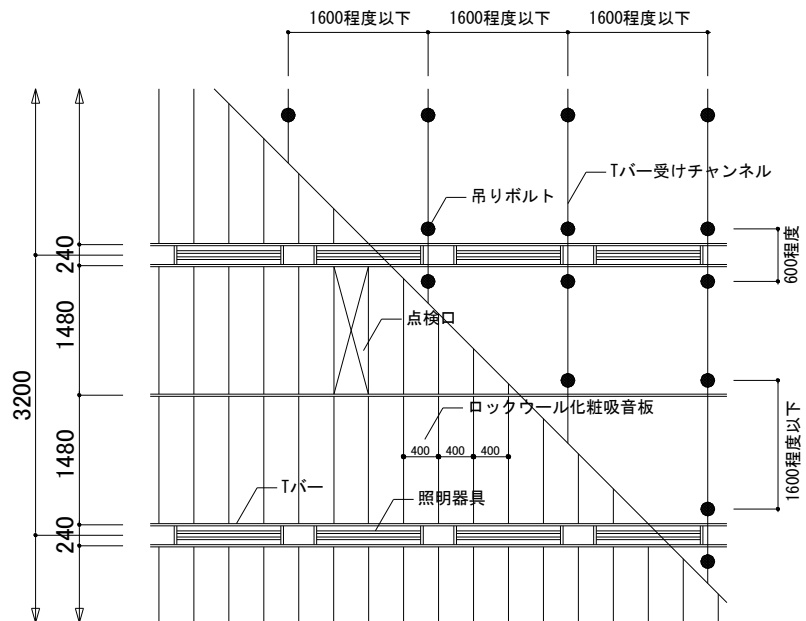 1600程度以下
1600程度以下
1600程度以下
Tバー受けチャンネル
吊りボルト
240
600程度
点検口
1480
3200
ロックウール化粧吸音板
400
400
400
1480
1600程度以下
Tバー
照明器具
240